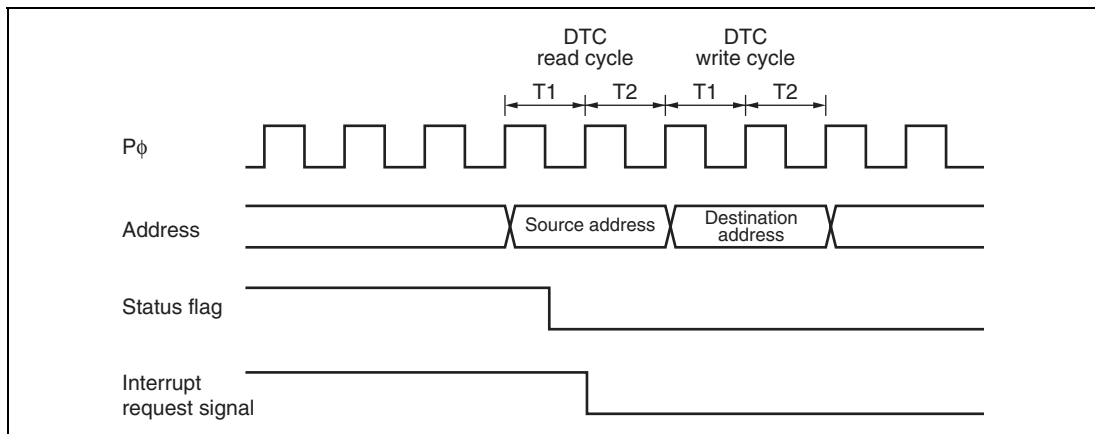 DTC
read cycle
DTC
write cycle
T1 T2 T1 T2
Pϕ
Address
Source address
Destination
address
Status flag
Interrupt
request signal